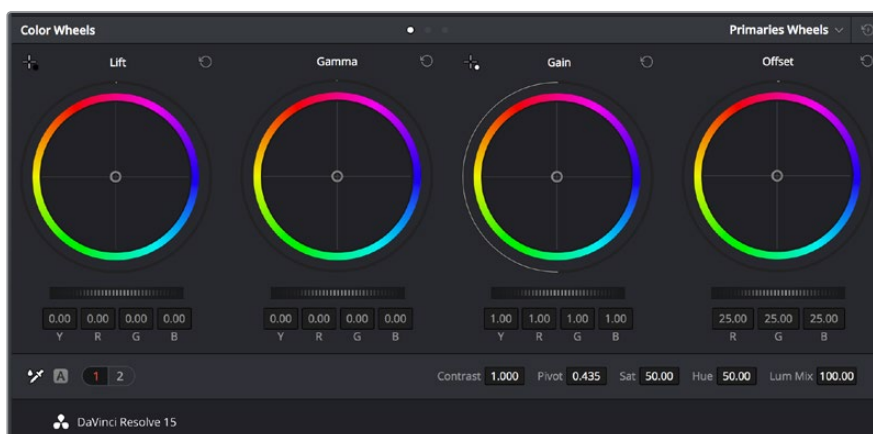 Color Wheels Primaries Wheels
Lift Gamma Gain Offset
0.00 0.00 0.00 0.00 0.00 0.00 0.00 0.00 1.00 1.00 1.00 1.00 25.00 25.00 25.00
Y R G B Y R G B Y R G B R G B
A 1 2 Contrast 1.000 Pivot 0.435 Sat 50.00 Hue 50.00 Lum Mix 100.00
DaVinci Resolve 15